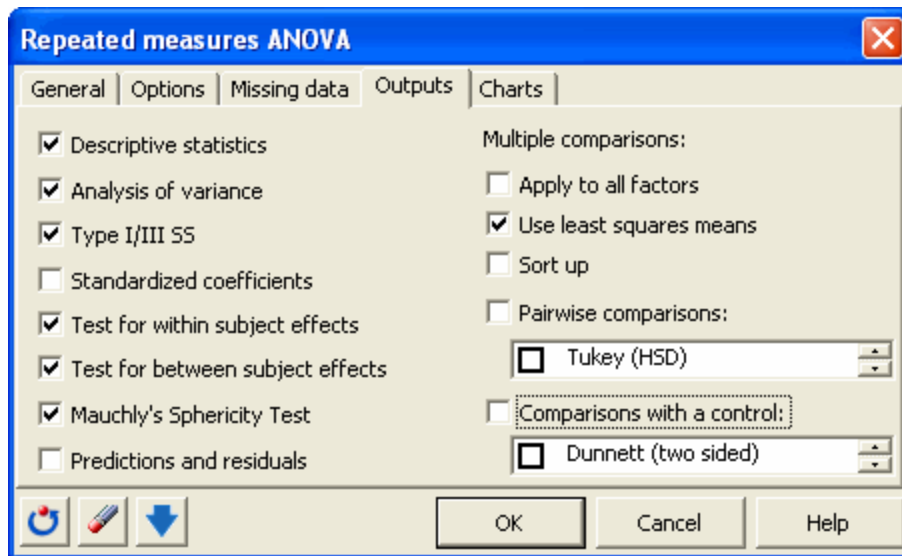 Repeated measures ANOVA
General
Options
Missing data
Outputs
Charts
Descriptive statistics
Analysis of variance
Type I/III SS
Standardized coefficients
Test for within subject effects
Test for between subject effects
Mauchly's Sphericity Test
Predictions and residuals
Multiple comparisons:
Apply to all factors
Use least squares means
Sort up
Pairwise comparisons:
Tukey (HSD)
Comparisons with a control:
Dunnett (two sided)
OK
Cancel
Help